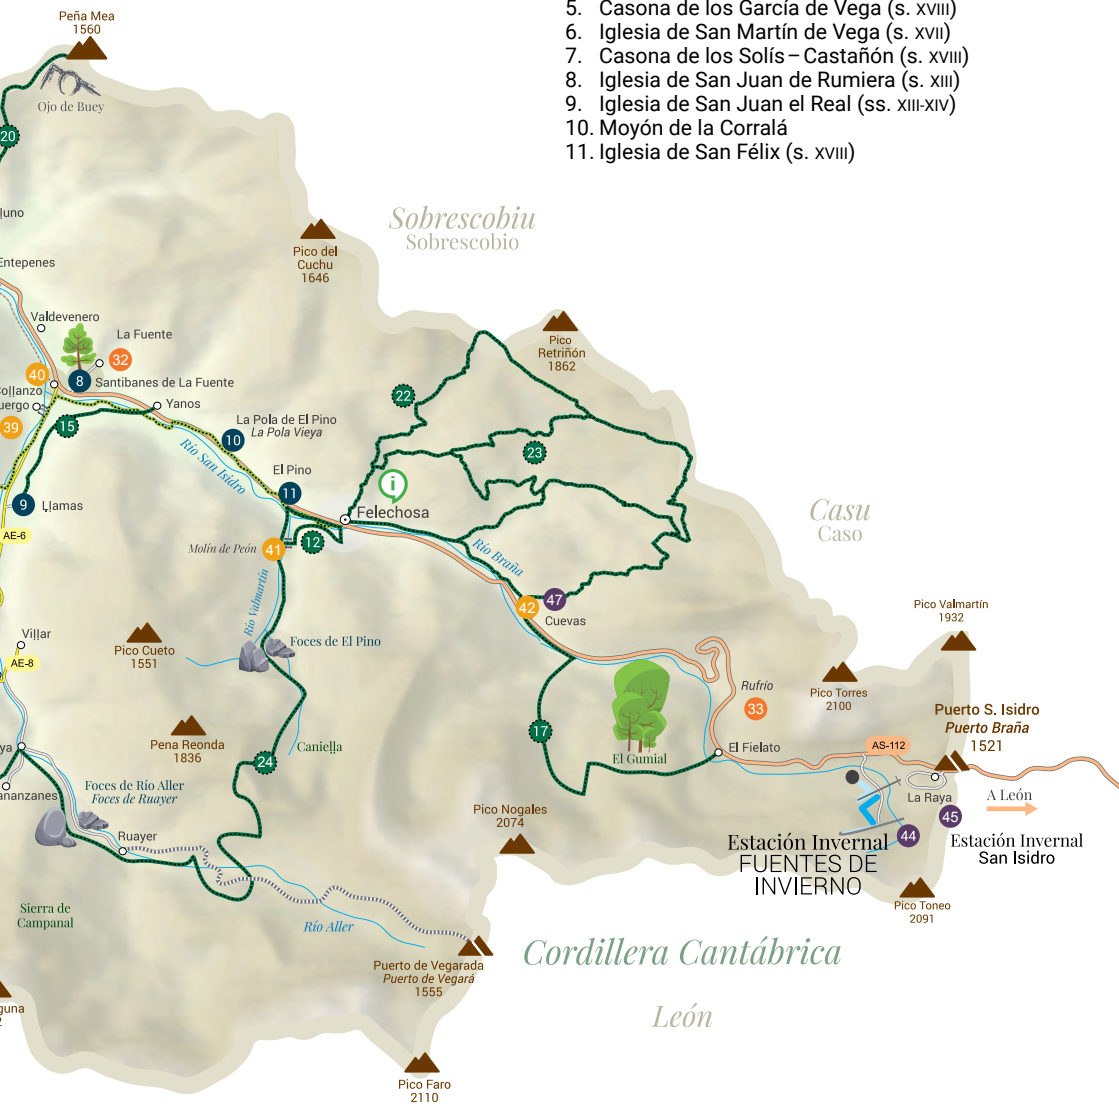 5. Casona de los García de Vega (s. XVIII)
6. Iglesia de San Martín de Vega (s. XVII)
7. Casona de los Solís – Castañón (s. XVIII)
8. Iglesia de San Juan de Rumiera (s. XIII)
9. Iglesia de San Juan el Real (ss. XIII-XIV)
10. Moyón de la Corralá
11. Iglesia de San Félix (s. XVIII)
Peña Mea
1560
Ojo de Buey
20
Sobrescobiu
Sobrescobio
Pico del
Cuchu
1646
Entepenes
Valdevenero
La Fuente
32
40
8
Santibanes de La Fuente
Yanos
39
15
La Pola de El Pino
La Pola Vieya
10
Río San Isidro
El Pino
11
9
Ḷḷamas
AE-6
Pico
Retriñón
1862
22
23
i
Felechosa
Molín de Peón
41
12
Río Braña
Río Valmartín
42
47
Cuevas
Casu
Caso
Pico Valmartín
1932
Viḷḷar
AE-8
Pico Cueto
1551
Foces de El Pino
Rufrío
33
Pico Torres
2100
Puerto S. Isidro
Puerto Braña
1521
Pena Reonda
1836
Canieḷḷa
24
17
El Gumial
El Fielato
AS-112
La Raya
A León
45
44
Foces de Río Aller
Foces de Ruayer
Ruayer
Pico Nogales
2074
Estación Invernal
FUENTES DE
INVIERNO
Estación Invernal
San Isidro
Pico Toneo
2091
Sierra de
Campanal
Río Aller
Puerto de Vegarada
Puerto de Vegará
1555
Cordillera Cantábrica
León
Pico Faro
2110